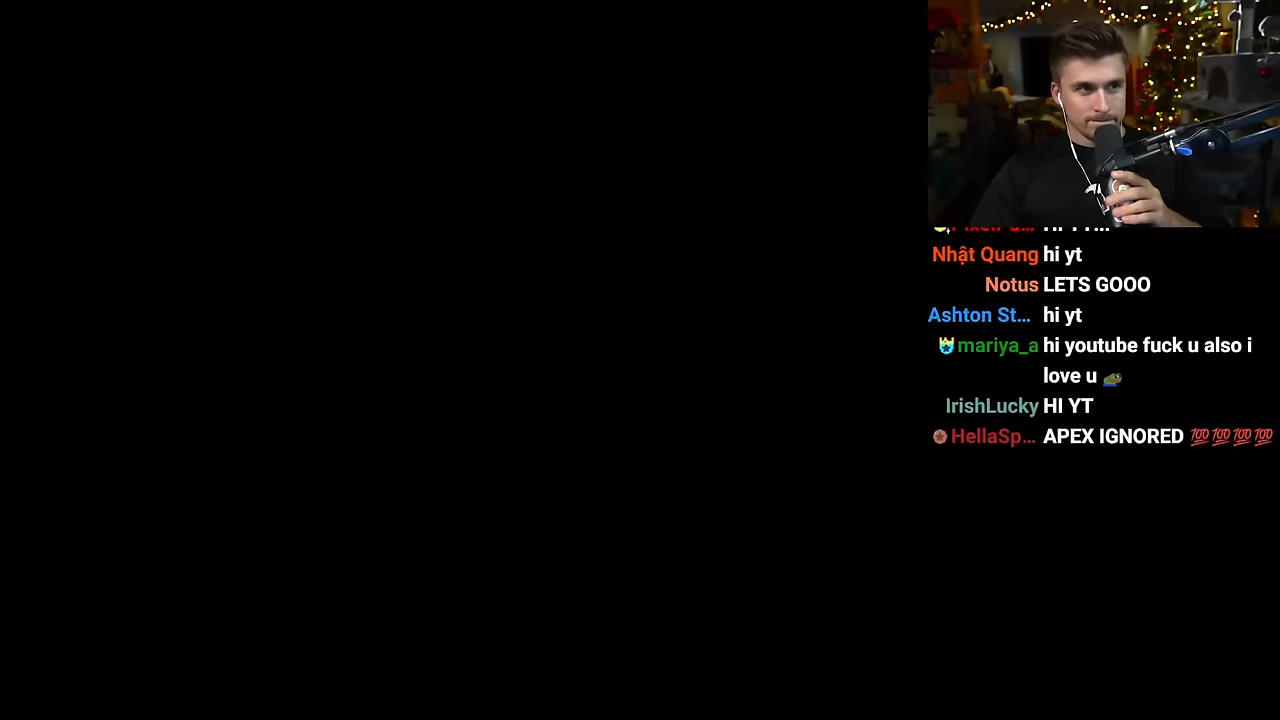 Nhật Quang hi yt
Notus LETS GOOO
Ashton St... hi yt
mariya_a hi youtube fuck u also i
love u
IrishLucky HI YT
HellaSp... APEX IGNORED 💯💯💯💯